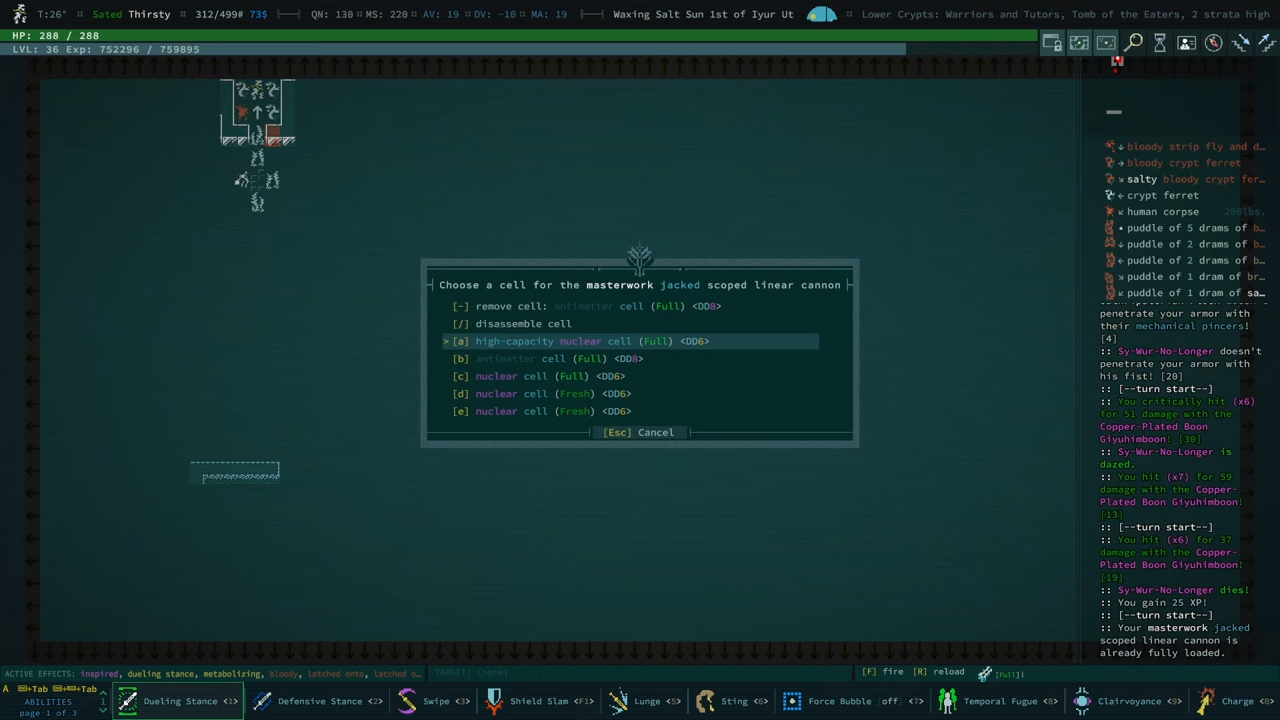 T:26° Sated Thirsty 312/499# 73$ QN: 130 MS: 220 AV: 19 DV: -10 MA: 19 Waxing Salt Sun 1st of Iyur Ut Lower Crypts: Warriors and Tutors, Tomb of the Eaters, 2 strata high
HP: 288 / 288
LVL: 36 Exp: 752296 / 759895
bloody strip fly and d…
bloody crypt ferret
salty bloody crypt fer…
crypt ferret
human corpse 280lbs.
puddle of 5 drams of b…
puddle of 2 drams of b…
puddle of 2 drams of b…
puddle of 1 dram of br…
puddle of 1 dram of sa…
penetrate your armor with
their mechanical pincers!
[4]
:: Sy-Wur-No-Longer doesn't
penetrate your armor with
his fist! [20]
:: [--turn start--]
:: You critically hit (x6)
for 51 damage with the
Copper-
Plated Boon
Giyuhimboon! [30]
:: Sy-Wur-No-Longer is
dazed.
:: You hit (x7) for 59
damage with the Copper-
Plated Boon Giyuhimboon!
[13]
:: [--turn start--]
:: You hit (x6) for 37
damage with the Copper-
Plated Boon Giyuhimboon!
[19]
:: Sy-Wur-No-Longer dies!
:: You gain 25 XP!
:: [--turn start--]
:: Your masterwork jacked
scoped linear cannon is
already fully loaded.
Choose a cell for the masterwork jacked scoped linear cannon
[-] remove cell: antimatter cell (Full) <DD8>
[/] disassemble cell
> [a] high-capacity nuclear cell (Full) <DD6>
[b] antimatter cell (Full) <DD8>
[c] nuclear cell (Full) <DD6>
[d] nuclear cell (Fresh) <DD6>
[e] nuclear cell (Fresh) <DD6>
[Esc] Cancel
ACTIVE EFFECTS: inspired, dueling stance, metabolizing, bloody, latched onto, latched o… TARGET: [none] [F] fire [R] reload [Full]
A +Tab +Tab
ABILITIES
page 1 of 3
1
Dueling Stance <1> Defensive Stance <2> Swipe <3> Shield Slam <F1> Lunge <5> Sting <6> Force Bubble [off] <7> Temporal Fugue <8> Clairvoyance <9> Charge <0>